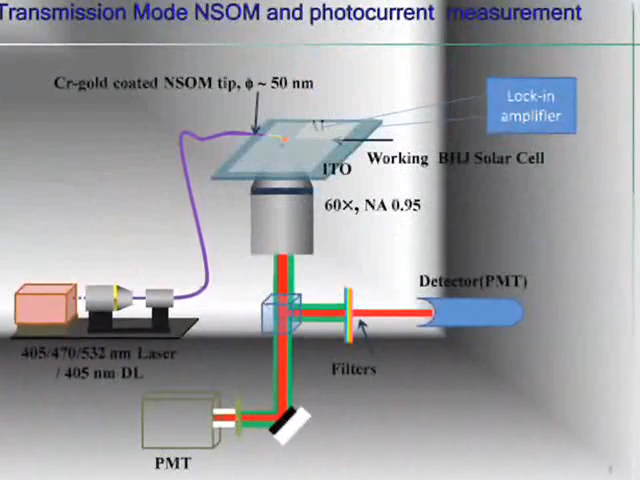 Transmission Mode NSOM and photocurrent measurement
Cr-gold coated NSOM tip, ϕ ~ 50 nm
Lock-in
amplifier
Working BHJ Solar Cell
ITO
60×, NA 0.95
Detector(PMT)
405/470/532 nm Laser
/ 405 nm DL
Filters
PMT